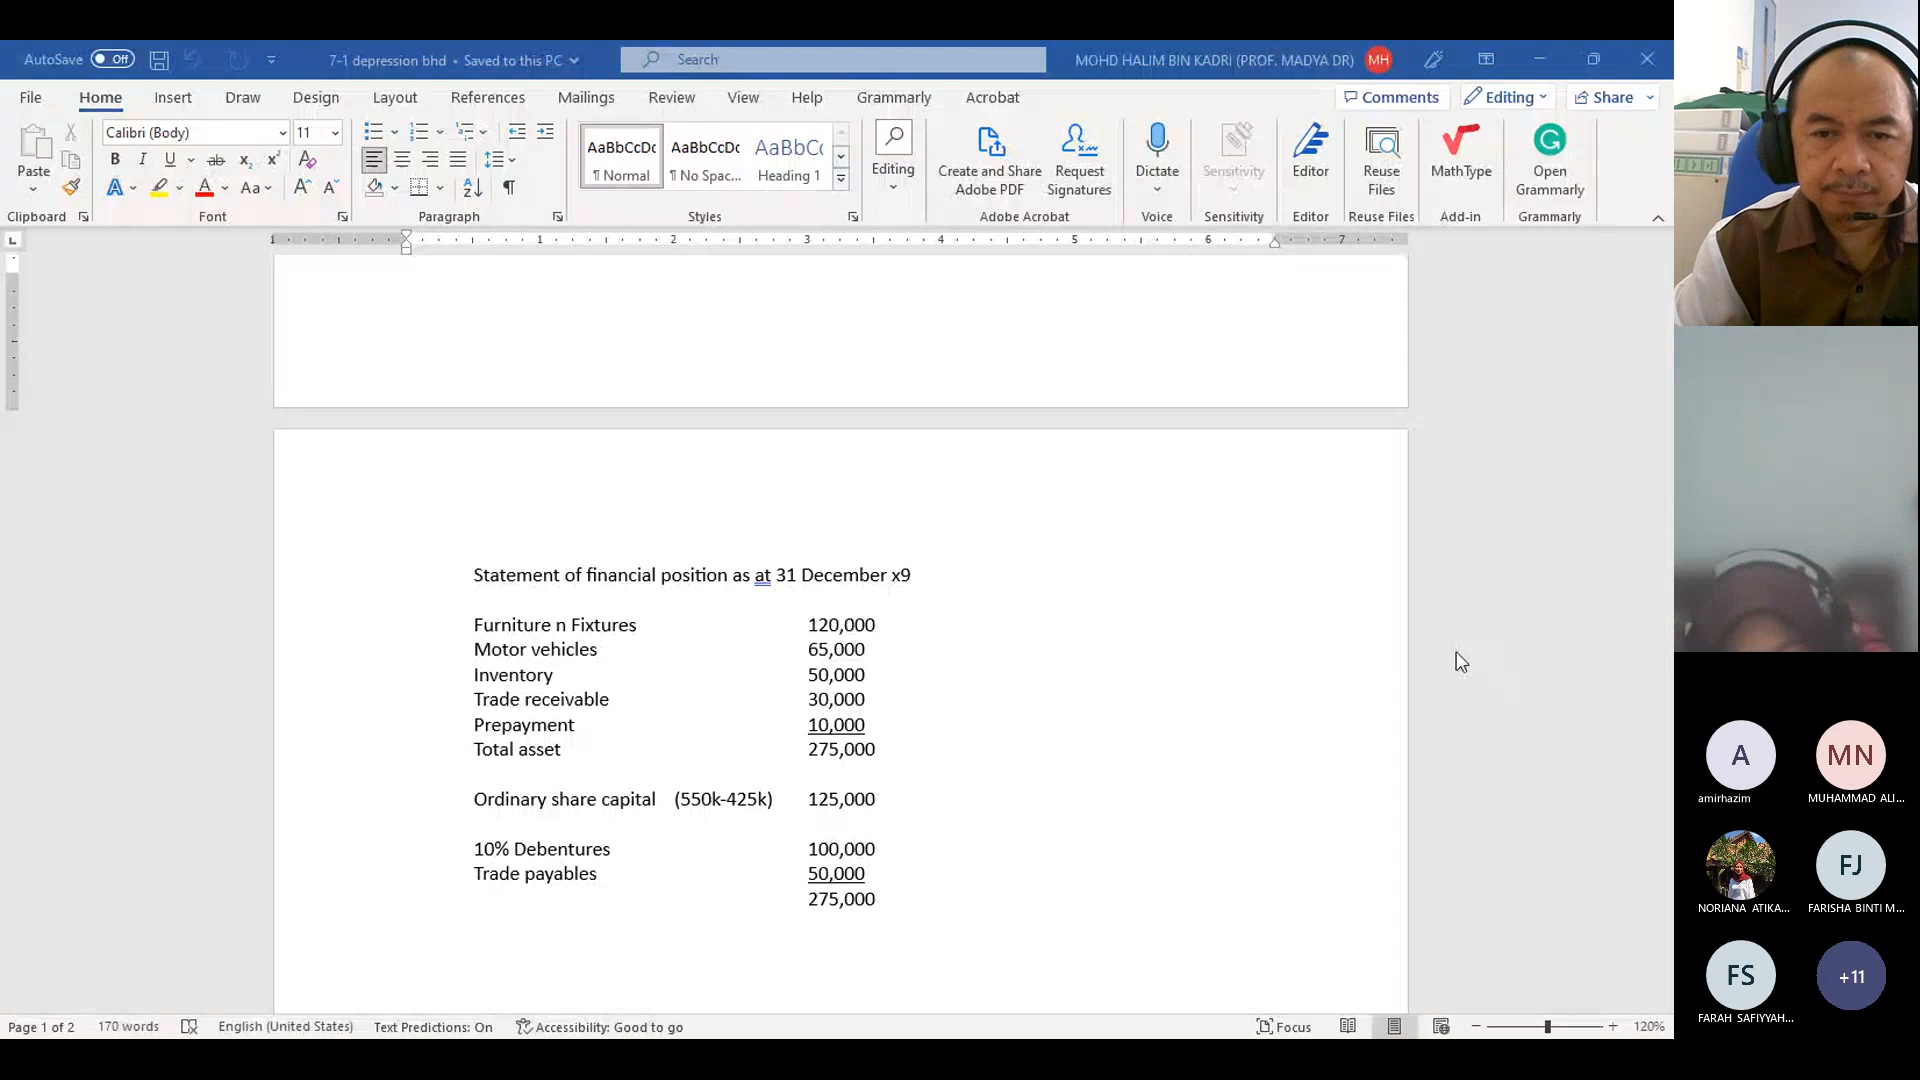 AutoSave Off 7-1 depression bhd • Saved to this PC Search MOHD HALIM BIN KADRI (PROF. MADYA DR) MH
File Home Insert Draw Design Layout References Mailings Review View Help Grammarly Acrobat Comments Editing Share
Calibri (Body) 11
Paste
AaBbCcDc AaBbCcDc AaBbCc
¶ Normal ¶ No Spac... Heading 1
Editing
Create and Share Adobe PDF
Request Signatures
Dictate
Sensitivity
Editor
Reuse Files
MathType
Open Grammarly
Clipboard Font Paragraph Styles Adobe Acrobat Voice Sensitivity Editor Reuse Files Add-in Grammarly
1 1 2 3 4 5 6 7
Statement of financial position as at 31 December x9
Furniture n Fixtures 120,000
Motor vehicles 65,000
Inventory 50,000
Trade receivable 30,000
Prepayment 10,000
Total asset 275,000
Ordinary share capital (550k-425k) 125,000
10% Debentures 100,000
Trade payables 50,000
275,000
Page 1 of 2 170 words English (United States) Text Predictions: On Accessibility: Good to go Focus 120%
A MN
amirhazim MUHAMMAD ALI...
FJ
NORIANA ATIKA... FARISHA BINTI M...
FS +11
FARAH SAFIYYAH...